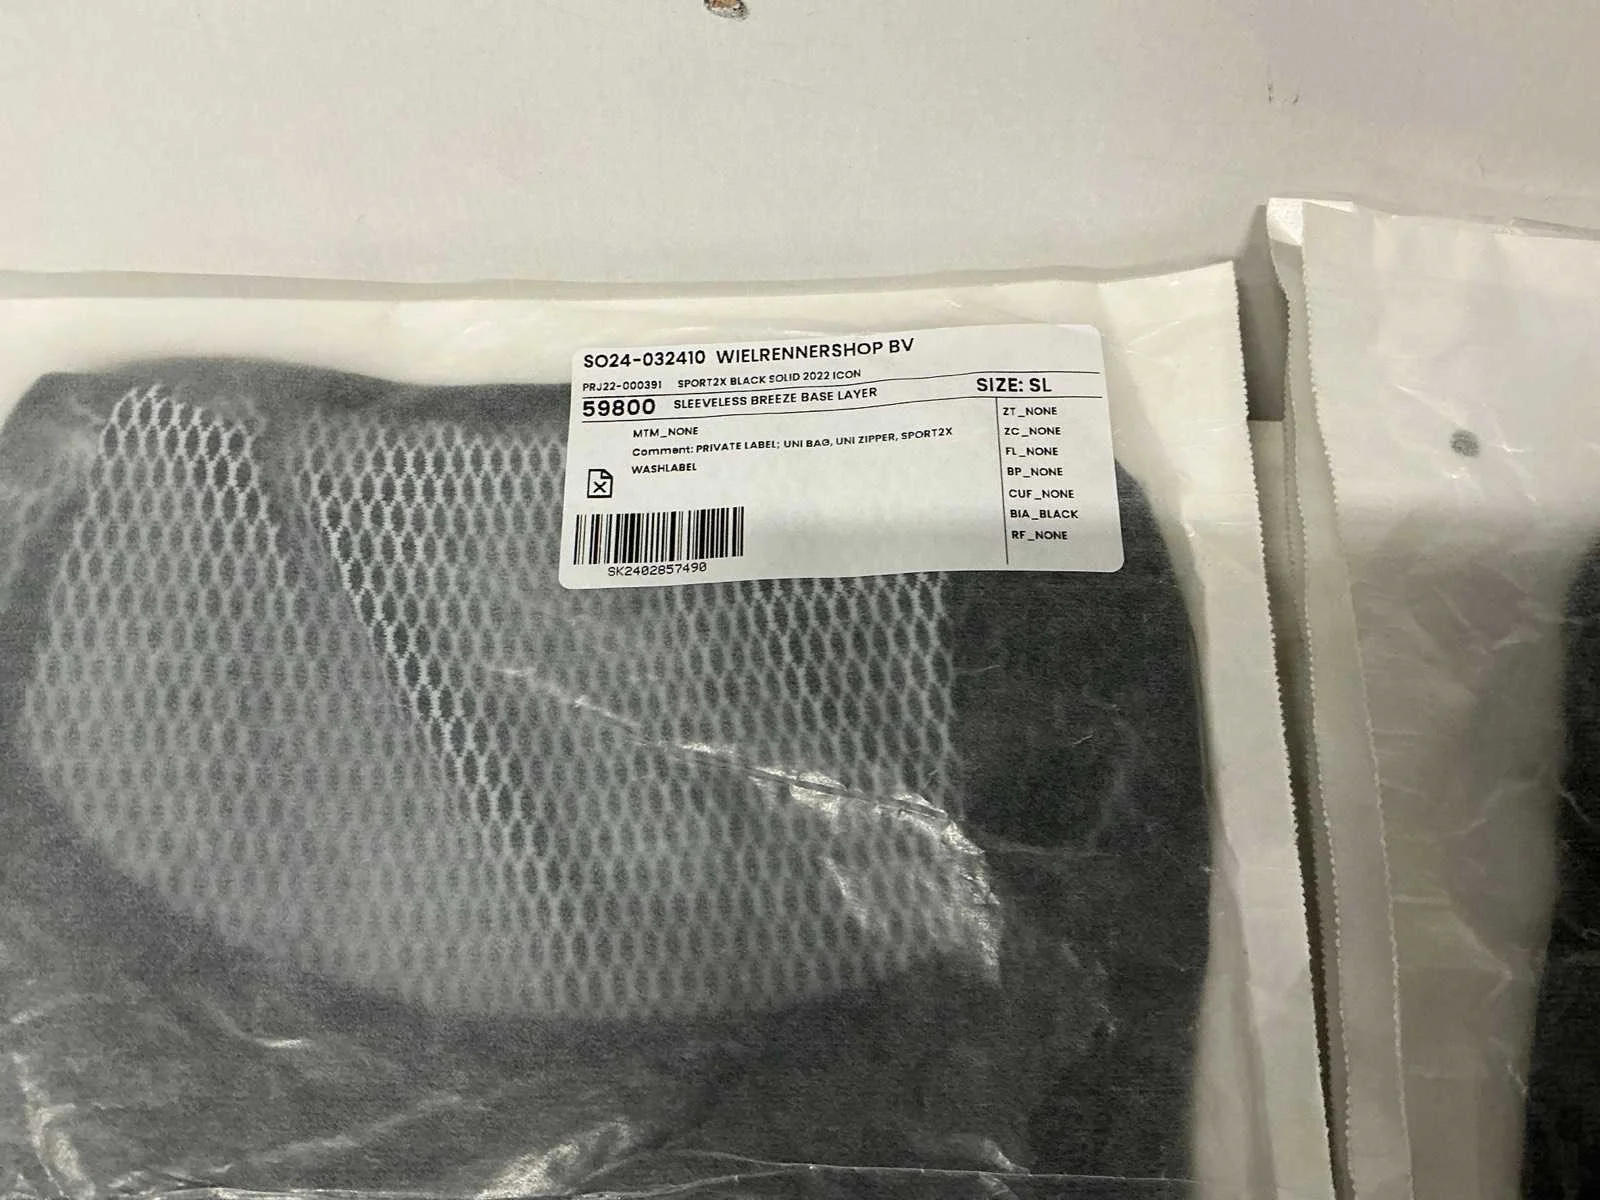 SO24-032410 WIELRENNERSHOP BV
PRJ22-000391 SPORT2X BLACK SOLID 2022 ICON
59800 SLEEVELESS BREEZE BASE LAYER
SIZE: SL
MTM_NONE
Comment: PRIVATE LABEL; UNI BAG, UNI ZIPPER, SPORT2X
WASHLABEL
SK2402857490
ZT_NONE
ZC_NONE
FL_NONE
BP_NONE
CUF_NONE
BIA_BLACK
RF_NONE